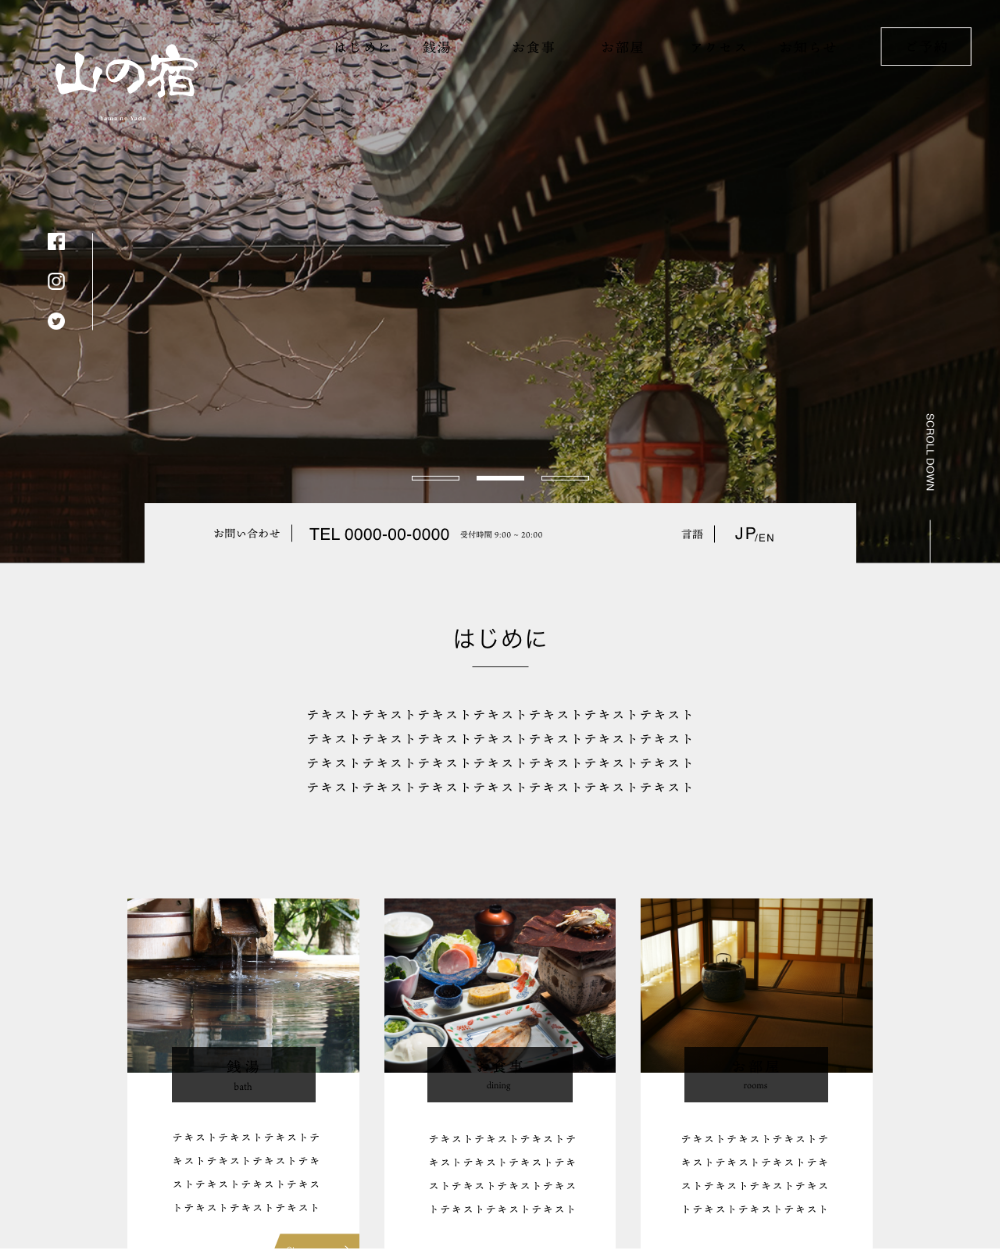 はじめに 銭湯 お食事 お部屋 アクセス
山の宿
Yama no Yado
SCROLL DOWN
お問い合わせ TEL 0000-00-0000 受付時間 9:00 ~ 20:00 言語 JP/EN
はじめに
テキストテキストテキストテキストテキストテキストテキスト
テキストテキストテキストテキストテキストテキストテキスト
テキストテキストテキストテキストテキストテキストテキスト
テキストテキストテキストテキストテキストテキストテキスト
銭湯
bath
テキストテキストテキストテ
キストテキストテキストテキ
ストテキストテキストテキス
トテキストテキストテキスト
お食事
dining
テキストテキストテキストテ
キストテキストテキストテキ
ストテキストテキストテキス
トテキストテキストテキスト
rooms
テキストテキストテキストテ
キストテキストテキストテキ
ストテキストテキストテキス
トテキストテキストテキスト